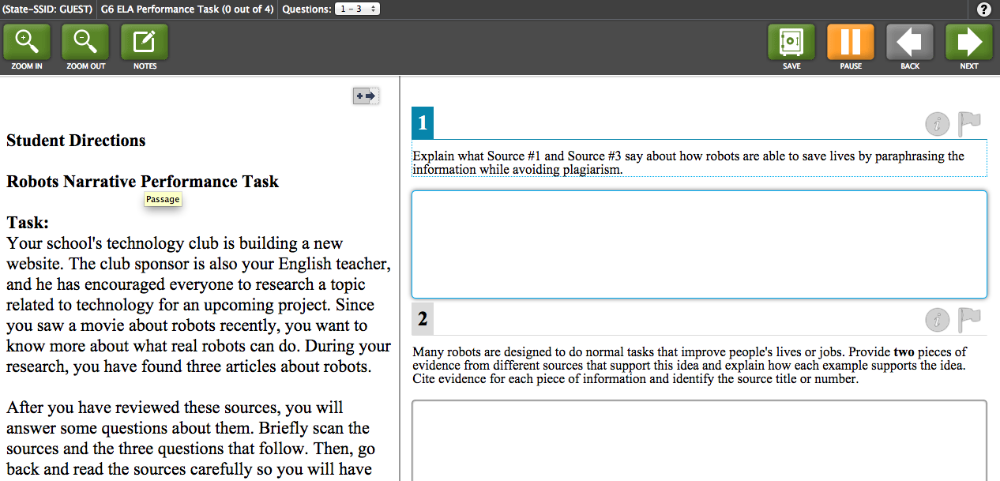 (State-SSID: GUEST) G6 ELA Performance Task (0 out of 4) Questions: 1 - 3
?
ZOOM IN ZOOM OUT NOTES SAVE PAUSE BACK NEXT
Student Directions
Robots Narrative Performance Task
Passage
Task:
Your school's technology club is building a new
website. The club sponsor is also your English teacher,
and he has encouraged everyone to research a topic
related to technology for an upcoming project. Since
you saw a movie about robots recently, you want to
know more about what real robots can do. During your
research, you have found three articles about robots.
After you have reviewed these sources, you will
answer some questions about them. Briefly scan the
sources and the three questions that follow. Then, go
back and read the sources carefully so you will have
1
i
Explain what Source #1 and Source #3 say about how robots are able to save lives by paraphrasing the
information while avoiding plagiarism.
2
i
Many robots are designed to do normal tasks that improve people's lives or jobs. Provide two pieces of
evidence from different sources that support this idea and explain how each example supports the idea.
Cite evidence for each piece of information and identify the source title or number.